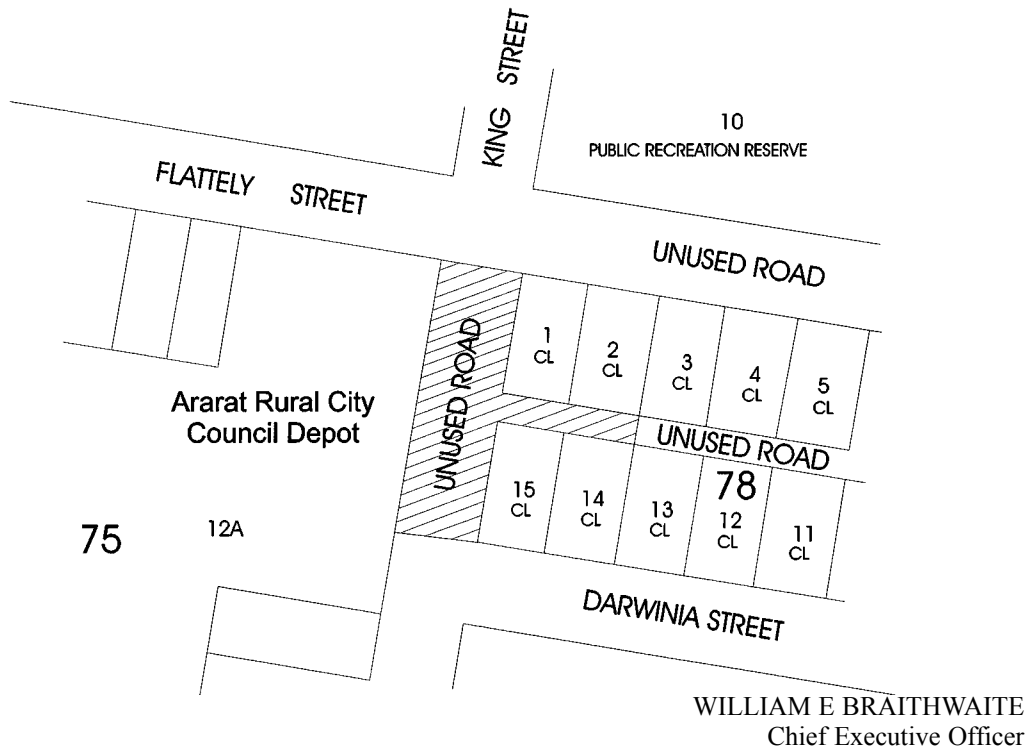 KING STREET
10
PUBLIC RECREATION RESERVE
FLATTELY STREET
UNUSED ROAD
UNUSED ROAD
1
CL
2
CL
3
CL
4
CL
5
CL
Ararat Rural City
Council Depot
UNUSED ROAD
78
15
CL
14
CL
13
CL
12
CL
11
CL
75
12A
DARWINIA STREET
WILLIAM E BRAITHWAITE
Chief Executive Officer